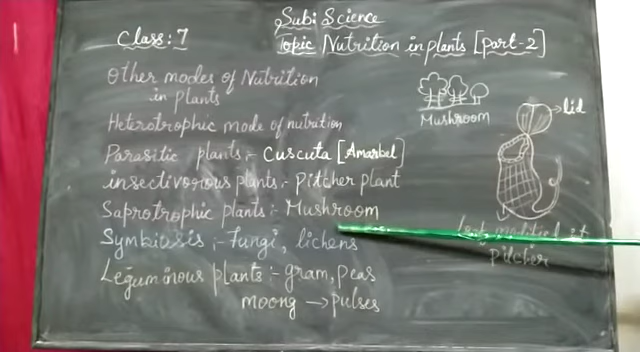 Sub: Science
Class: 7
Topic Nutrition in plants [part-2]
Other modes of Nutrition
in plants
Heterotrophic mode of nutrition
Parasitic plants :- Cuscuta [Amarbel]
insectivorous plants :- Pitcher plant
Saprotrophic plants :- Mushroom
Symbiosis :- Fungi, lichens
Leguminous plants :- gram, peas
moong → pulses
Mushroom
lid
Leaf modified
pitcher